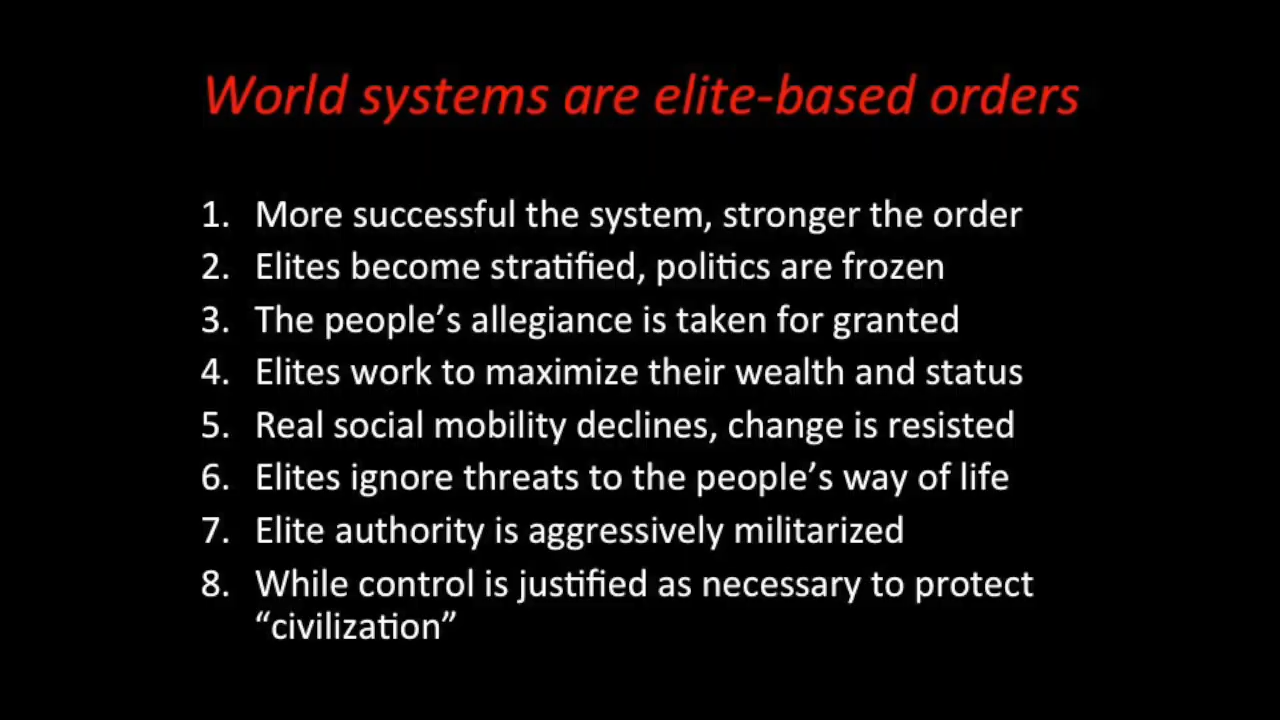 World systems are elite-based orders
1. More successful the system, stronger the order
2. Elites become stratified, politics are frozen
3. The people’s allegiance is taken for granted
4. Elites work to maximize their wealth and status
5. Real social mobility declines, change is resisted
6. Elites ignore threats to the people’s way of life
7. Elite authority is aggressively militarized
8. While control is justified as necessary to protect
“civilization”